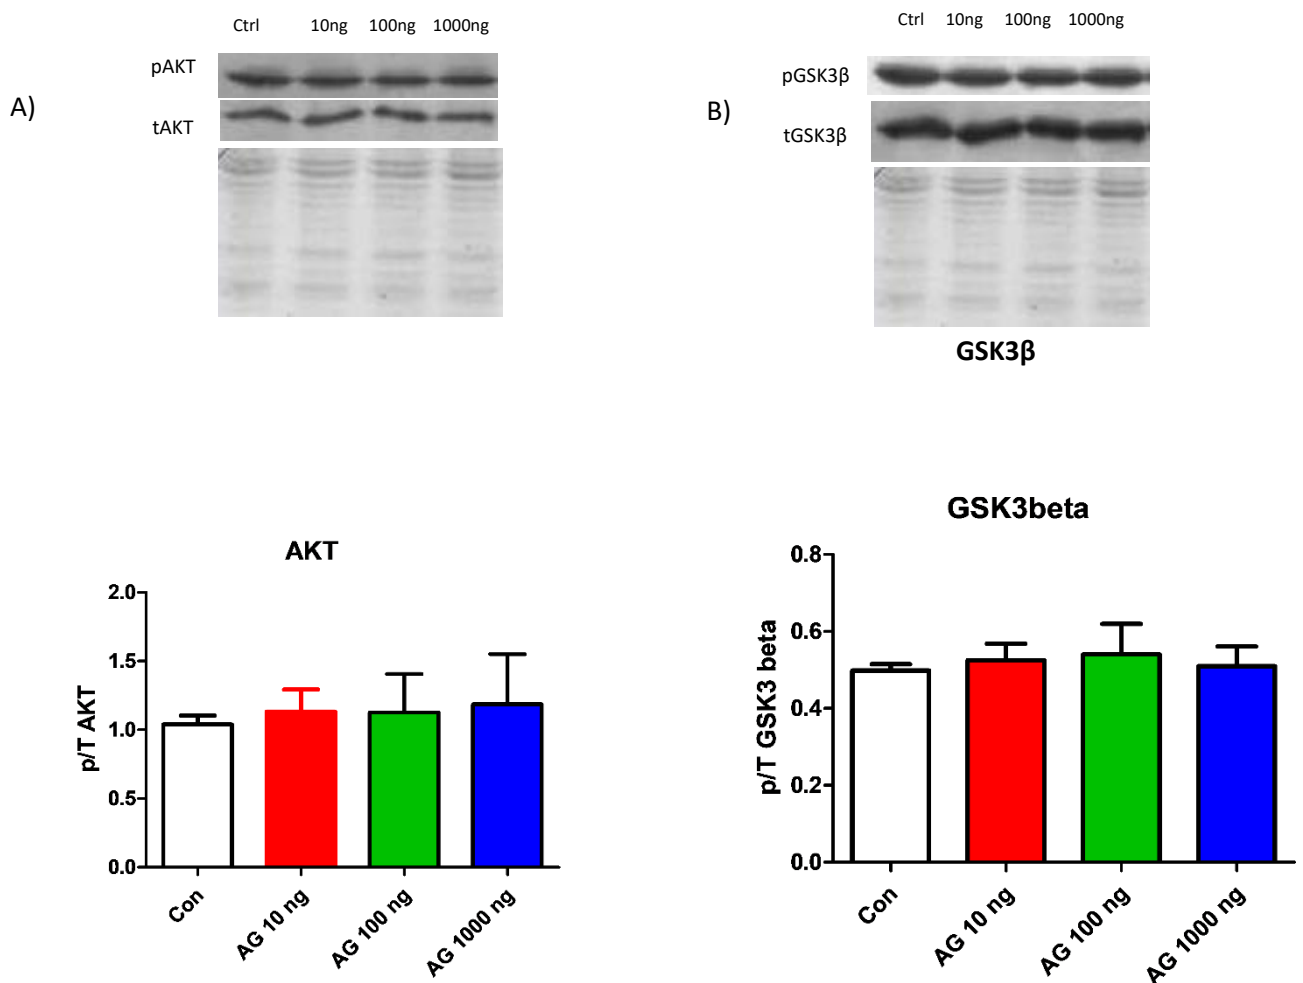 Ctrl 10ng 100ng 1000ng
pAKT
A)
tAKT
Ctrl 10ng 100ng 1000ng
pGSK3β
B)
tGSK3β
GSK3β
AKT
2.0
1.5
1.0
0.5
0.0
p/T AKT
Con
AG 10 ng
AG 100 ng
AG 1000 ng
GSK3beta
0.8
0.6
0.4
0.2
0.0
p/T GSK3 beta
Con
AG 10 ng
AG 100 ng
AG 1000 ng